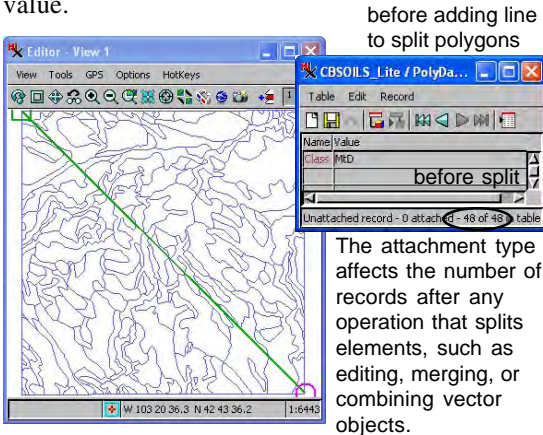 value.
before adding line
to split polygons
Editor - View 1
View Tools GPS Options HotKeys
1
W 103 20 36.3 N 42 43 36.2
1:6443
CBSOILS_Lite / PolyDa...
Table Edit Record
Name Value
Class MtD
before split
Unattached record - 0 attached - 48 of 48 in table
The attachment type
affects the number of
records after any
operation that splits
elements, such as
editing, merging, or
combining vector
objects.